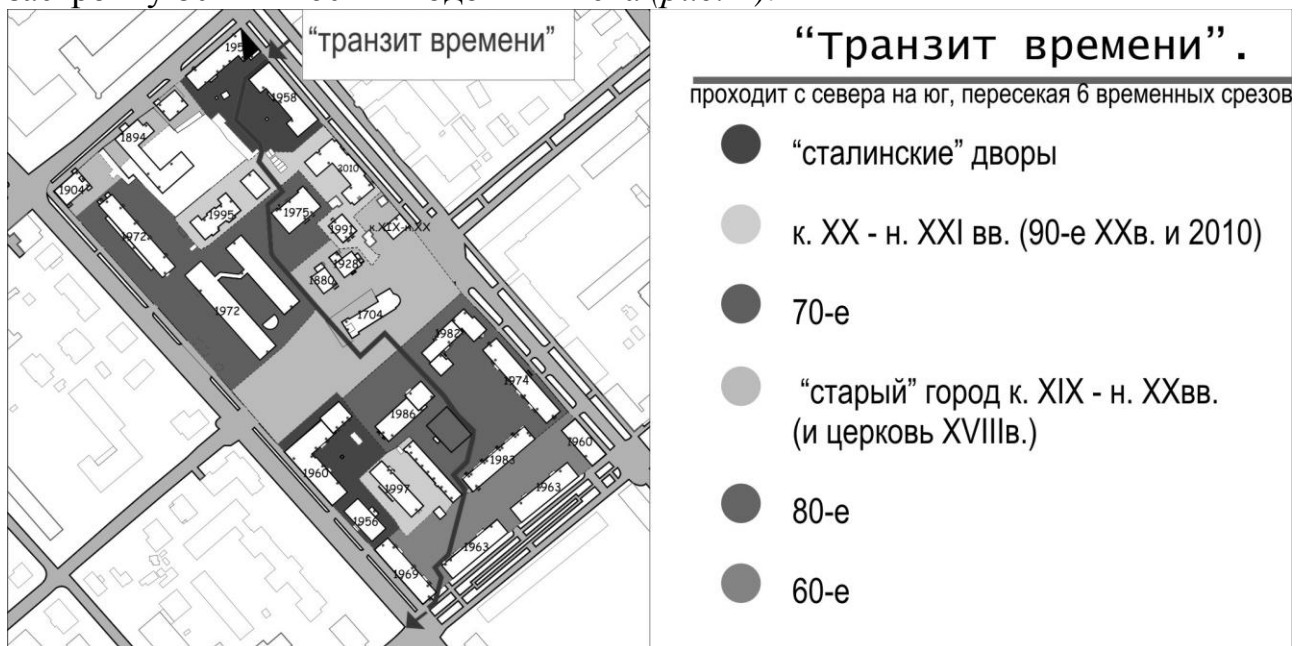 (рис.
“транзит времени”
1958
1894
1904
2010
1995
1975
1972
1991
к.XIX-н.XX
1928
1880
1972
1704
1982
1974
1986
1960
1983
1960
1997
1963
1956
1963
1969
“Транзит времени”.
проходит с севера на юг, пересекая 6 временных срезов
“сталинские” дворы
к. XX - н. XXI вв. (90-е XXв. и 2010)
70-е
“старый” город к. XIX - н. XXвв.
(и церковь XVIIIв.)
80-е
60-е